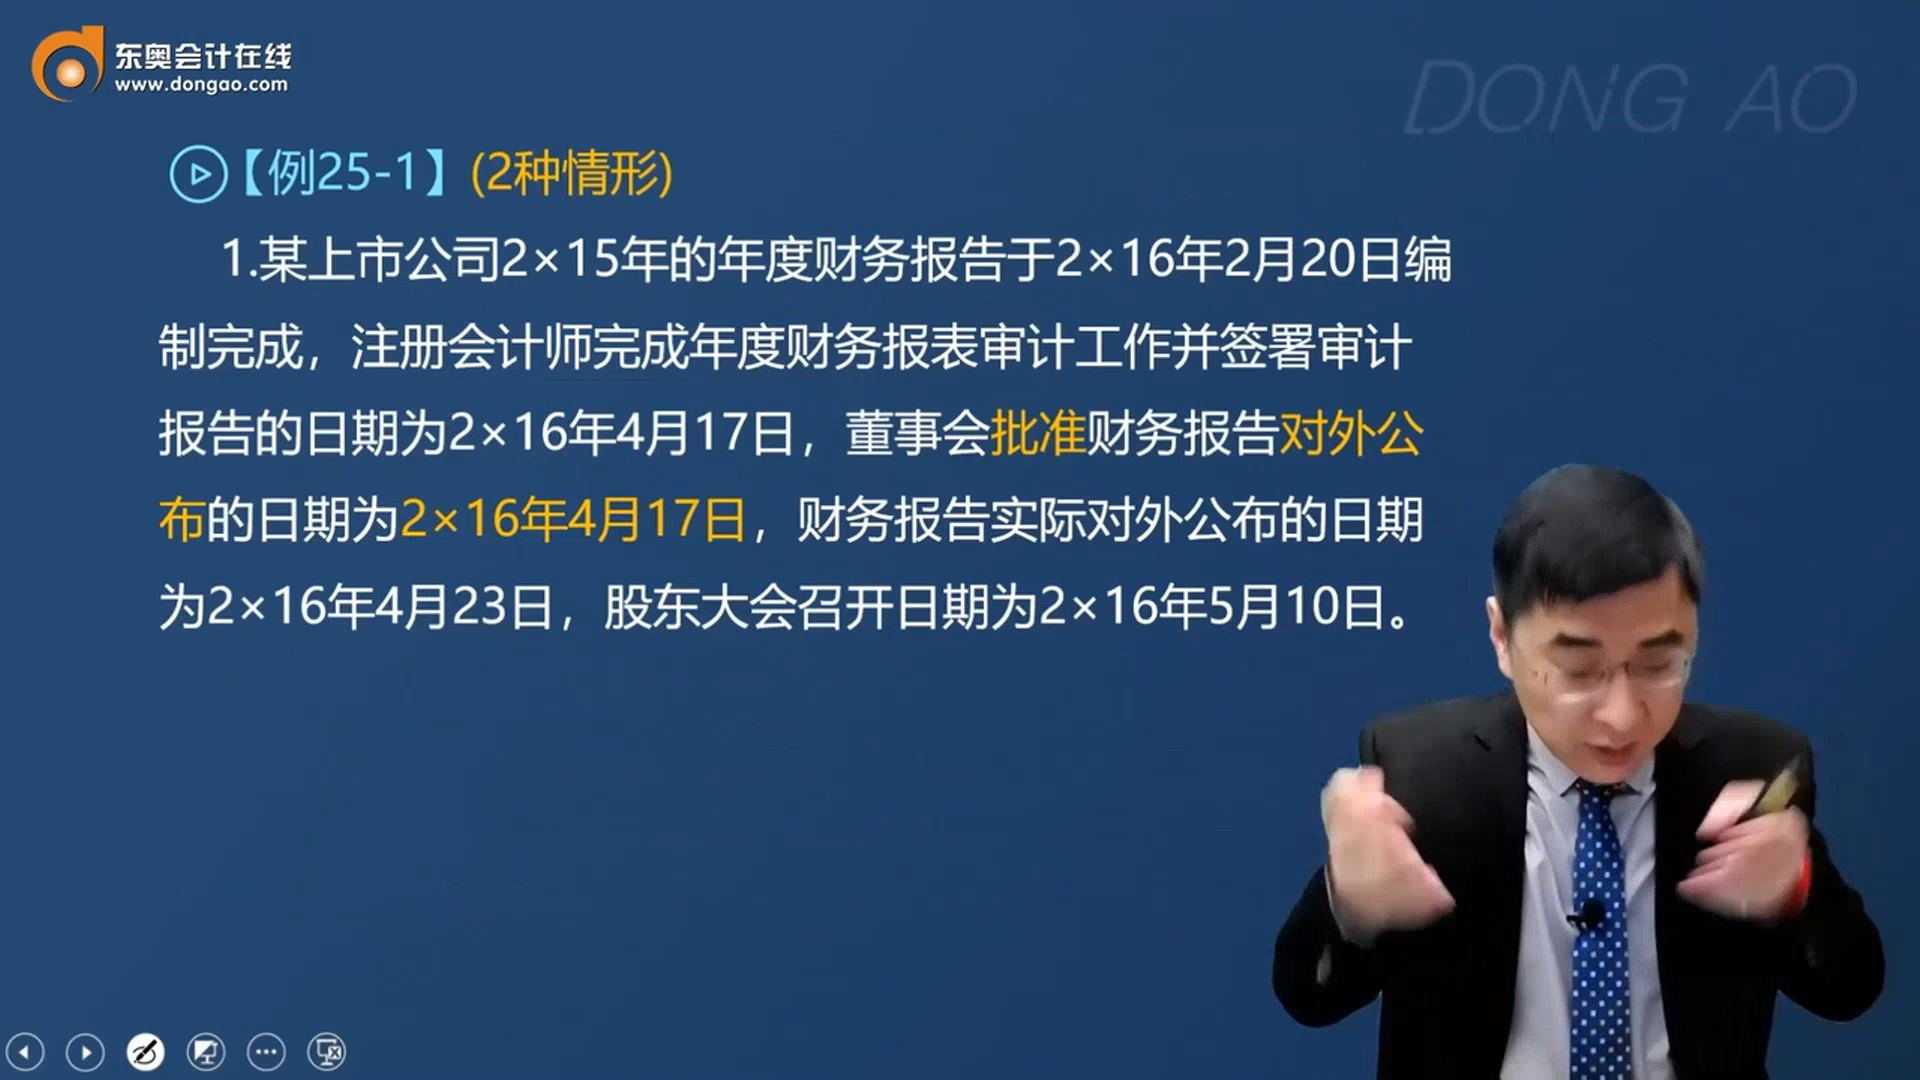 东奥会计在线
www.dongao.com
DONG AO
【例25-1】(2种情形)
1.某上市公司2×15年的年度财务报告于2×16年2月20日编
制完成，注册会计师完成年度财务报表审计工作并签署审计
报告的日期为2×16年4月17日，董事会批准财务报告对外公
布的日期为2×16年4月17日，财务报告实际对外公布的日期
为2×16年4月23日，股东大会召开日期为2×16年5月10日。